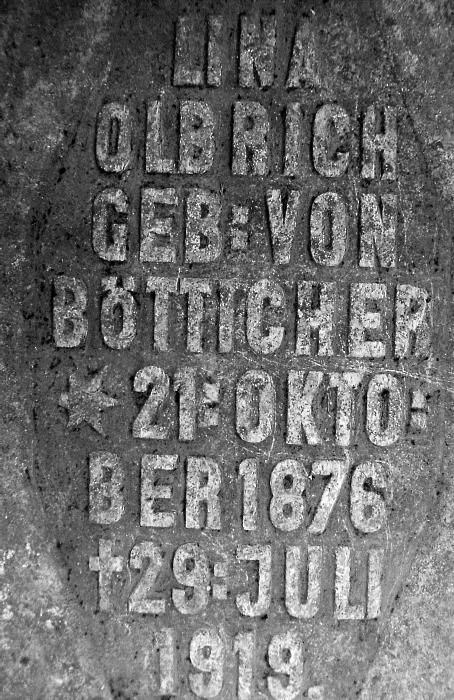 LINA
OLBRICH
GEB: VON
BÖTTICHER
* 21: OKTO:
BER 1876
† 29: JULI
1919.